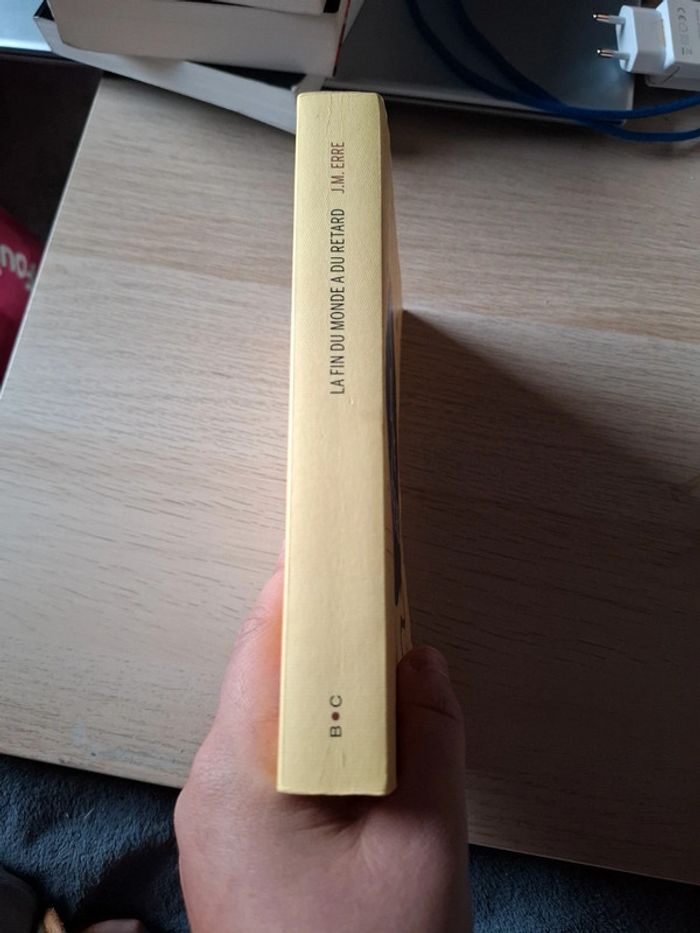 LA FIN DU MONDE A DU RETARD J.M. ERRE
B•C